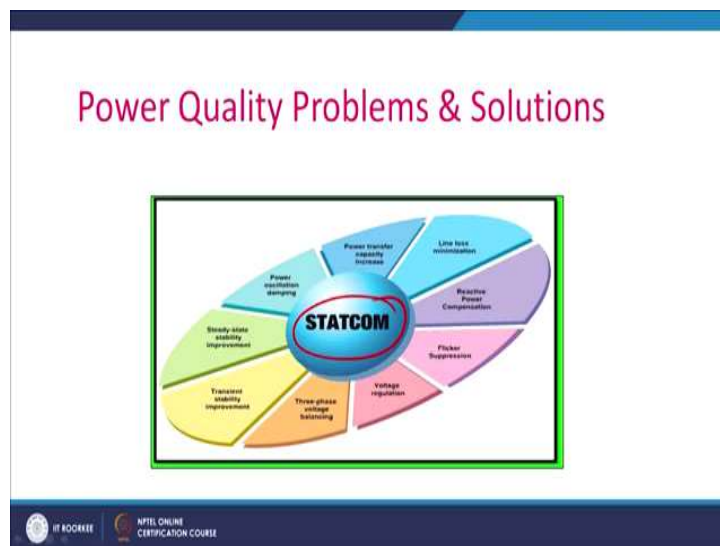 Power Quality Problems & Solutions
Power transfer
capacity
increase
Line loss
minimization
Power
oscillation
damping
Reactive
Power
Compensation
STATCOM
Steady-state
stability
improvement
Flicker
Suppression
Transient
stability
improvement
Three-phase
voltage
balancing
Voltage
regulation
IIT ROORKEE
NPTEL ONLINE
CERTIFICATION COURSE